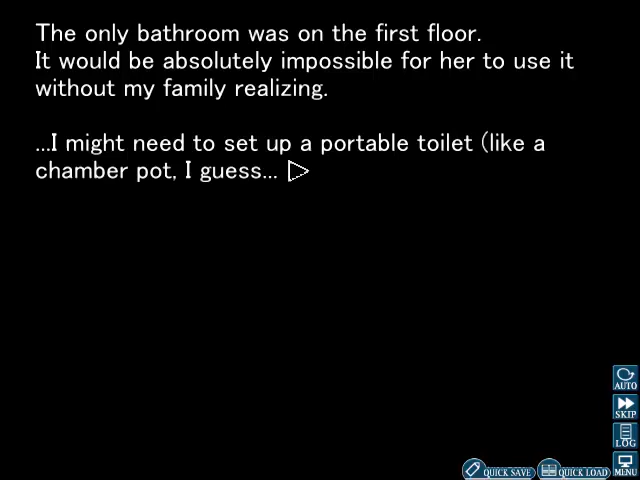 The only bathroom was on the first floor.
It would be absolutely impossible for her to use it
without my family realizing.
...I might need to set up a portable toilet (like a
chamber pot, I guess...
AUTO
SKIP
LOG
MENU
QUICK SAVE
QUICK LOAD